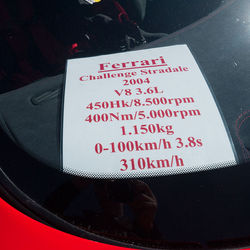 Ferrari
Challenge Stradale
2004
V8 3.6L
450Hk/8.500rpm
400Nm/5.000rpm
1.150kg
0-100km/h 3.8s
310km/h